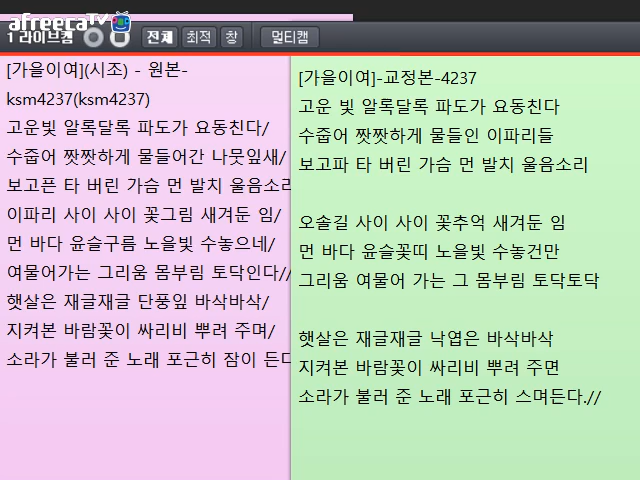 afreecaTV
1 라이브캠
전체 최적 창 멀티캠
[가을이여](시조) - 원본-
ksm4237(ksm4237)
고운빛 알록달록 파도가 요동친다/
수줍어 짯짯하게 물들어간 나뭇잎새/
보고픈 타 버린 가슴 먼 발치 울음소리
이파리 사이 사이 꽃그림 새겨둔 임/
먼 바다 윤슬구름 노을빛 수놓으네/
여물어가는 그리움 몸부림 토닥인다//
햇살은 재글재글 단풍잎 바삭바삭/
지켜본 바람꽃이 싸리비 뿌려 주며/
소라가 불러 준 노래 포근히 잠이 든다
[가을이여]-교정본-4237
고운 빛 알록달록 파도가 요동친다
수줍어 짯짯하게 물들인 이파리들
보고파 타 버린 가슴 먼 발치 울음소리
오솔길 사이 사이 꽃추억 새겨둔 임
먼 바다 윤슬꽃띠 노을빛 수놓건만
그리움 여물어 가는 그 몸부림 토닥토닥
햇살은 재글재글 낙엽은 바삭바삭
지켜본 바람꽃이 싸리비 뿌려 주면
소라가 불러 준 노래 포근히 스며든다.//